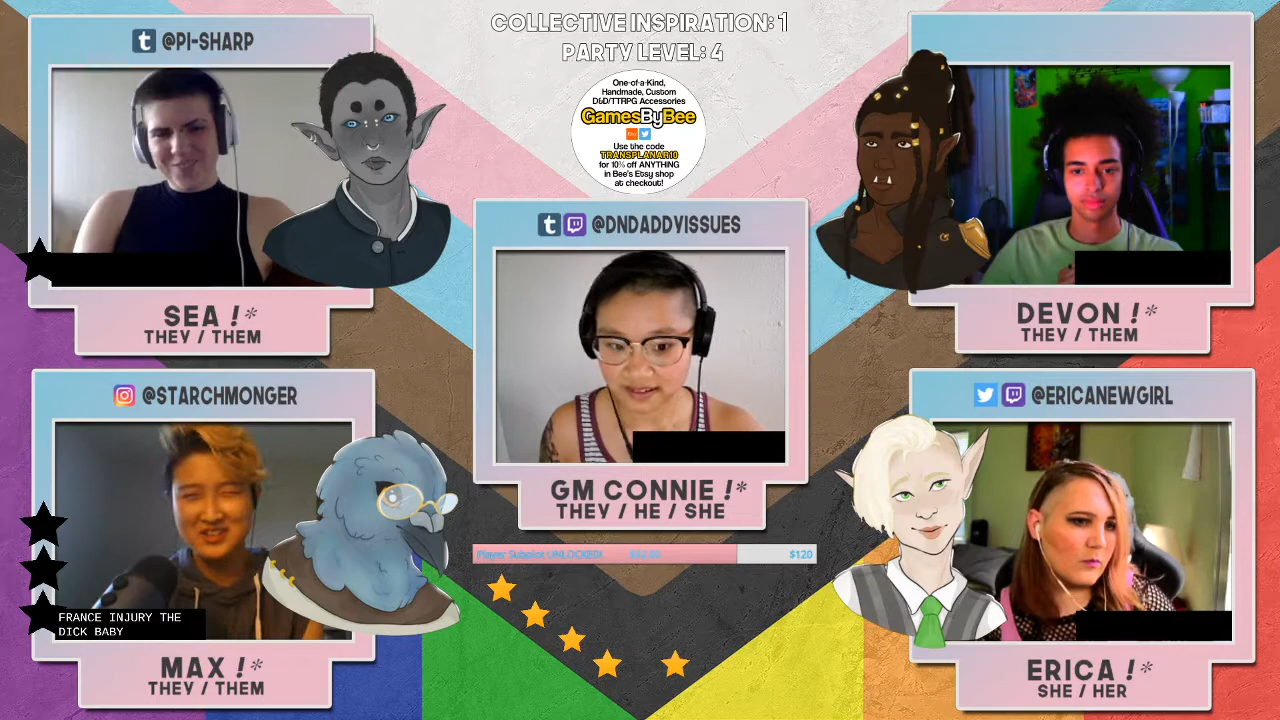 COLLECTIVE INSPIRATION: 1
PARTY LEVEL: 4
@PI-SHARP
One-of-a-Kind,
Handmade, Custom
D&D/TTRPG Accessories
GamesByBee
Use the code
TRANSPLANAR10
for 10% off ANYTHING
in Bee's Etsy shop
at checkout!
@DNDADDYISSUES
SEA !*
THEY / THEM
DEVON !*
THEY / THEM
@STARCHMONGER
@ERICANEWGIRL
GM CONNIE !*
THEY / HE / SHE
Player Subplot UNLOCKED! $92.00 $120
FRANCE INJURY THE
DICK BABY
MAX !*
THEY / THEM
ERICA !*
SHE / HER